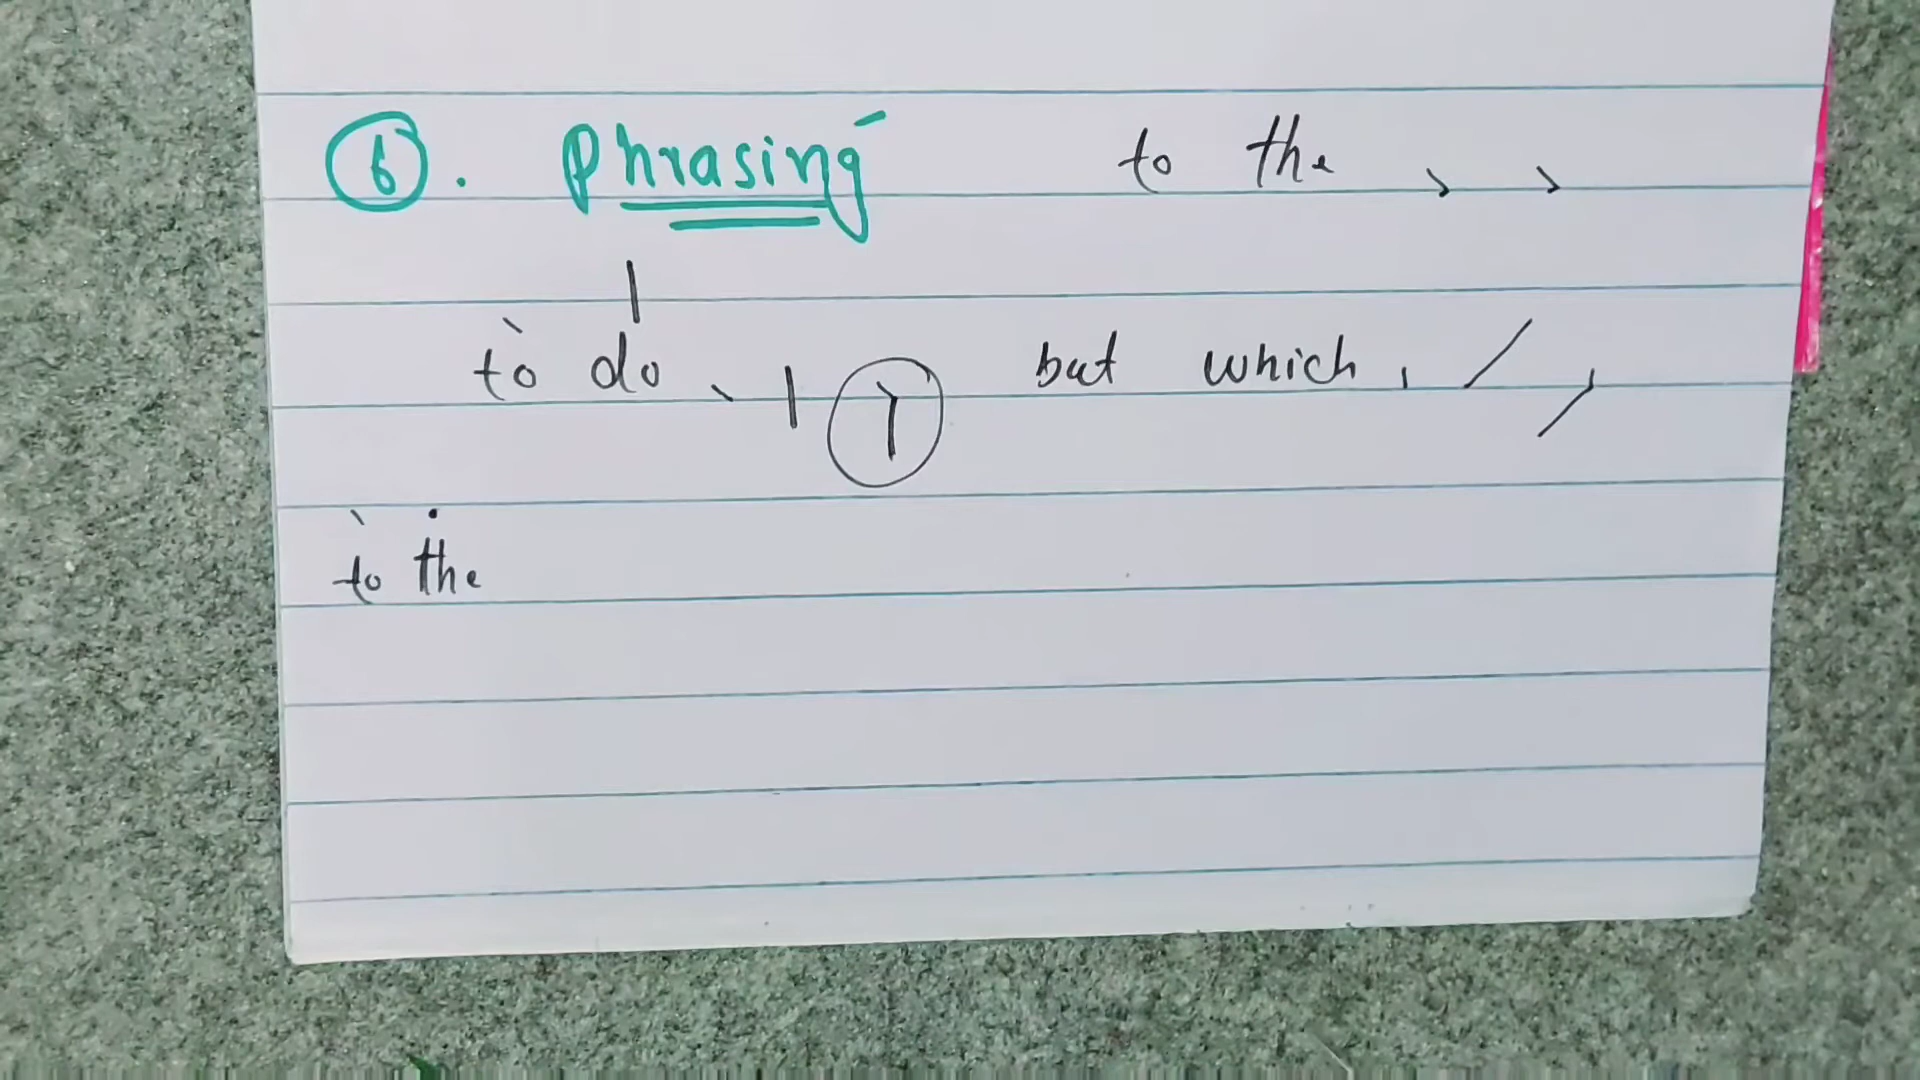 6. Phrasing to the
to do but which,
to the